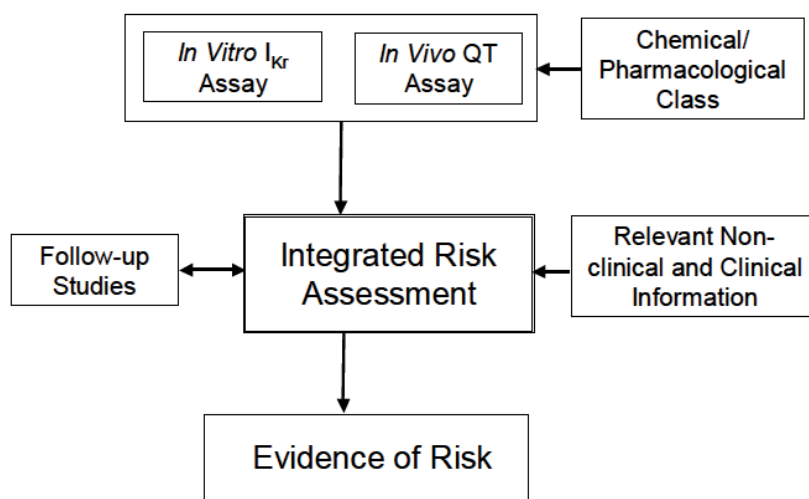 In Vitro IKr
Assay
In Vivo QT
Assay
Chemical/
Pharmacological
Class
Follow-up
Studies
Integrated Risk
Assessment
Relevant Non-
clinical and Clinical
Information
Evidence of Risk